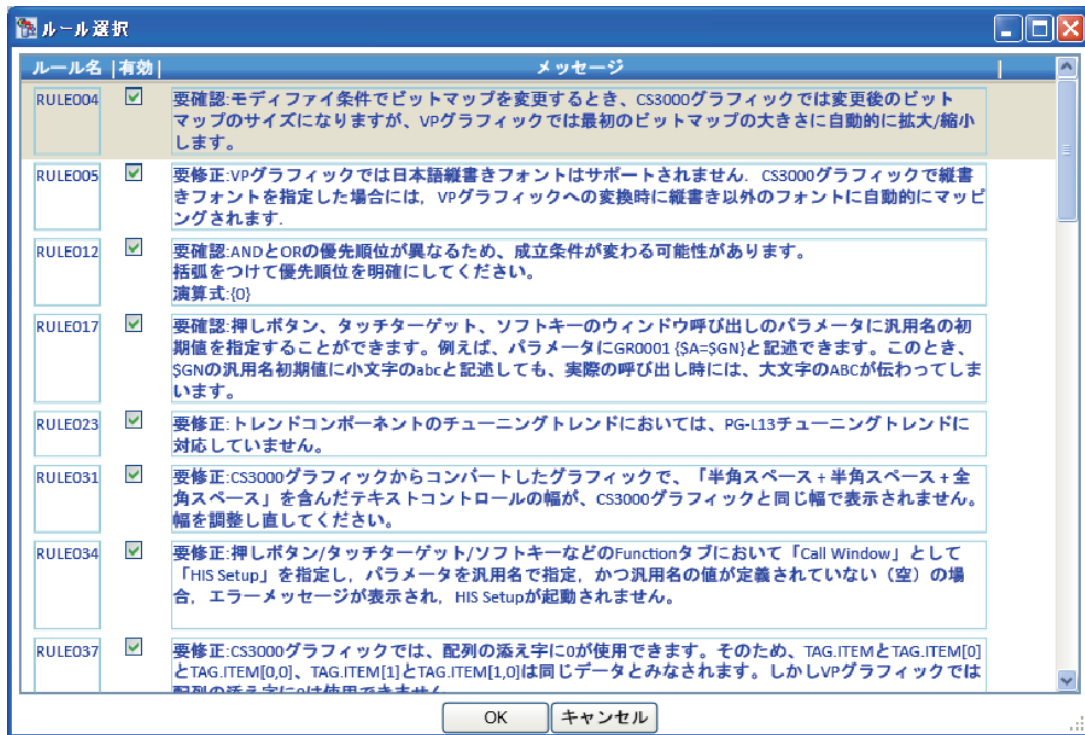 ルール選択
ルール名 有効 メッセージ
RULE004 要確認:モディファイ条件でビットマップを変更するとき、CS3000グラフィックでは変更後のビット
マップのサイズになりますが、VPグラフィックでは最初のビットマップの大きさに自動的に拡大/縮小
します。
RULE005 要修正:VPグラフィックでは日本語縦書きフォントはサポートされません. CS3000グラフィックで縦書
きフォントを指定した場合には, VPグラフィックへの変換時に縦書き以外のフォントに自動的にマッピ
ングされます.
RULE012 要確認:ANDとORの優先順位が異なるため、成立条件が変わる可能性があります。
括弧をつけて優先順位を明確にしてください。
演算式:{0}
RULE017 要確認:押しボタン、タッチターゲット、ソフトキーのウィンドウ呼び出しのパラメータに汎用名の初
期値を指定することができます。例えば、パラメータにGR0001 {$A=$GN}と記述できます。このとき、
$GNの汎用名初期値に小文字のabcと記述しても、実際の呼び出し時には、大文字のABCが伝わってしま
います。
RULE023 要修正:トレンドコンポーネントのチューニングトレンドにおいては、PG-L13チューニングトレンドに
対応していません。
RULE031 要修正:CS3000グラフィックからコンバートしたグラフィックで、「半角スペース+半角スペース+全
角スペース」を含んだテキストコントロールの幅が、CS3000グラフィックと同じ幅で表示されません。
幅を調整し直してください。
RULE034 要修正:押しボタン/タッチターゲット/ソフトキーなどのFunctionタブにおいて「Call Window」として
「HIS Setup」を指定し, パラメータを汎用名で指定, かつ汎用名の値が定義されていない（空）の場
合, エラーメッセージが表示され, HIS Setupが起動されません。
RULE037 要修正:CS3000グラフィックでは、配列の添え字に0が使用できます。そのため、TAG.ITEMとTAG.ITEM[0]
とTAG.ITEM[0,0]、TAG.ITEM[1]とTAG.ITEM[1,0]は同じデータとみなされます。しかしVPグラフィックでは
配列の添え字に0は使用できません
OK キャンセル